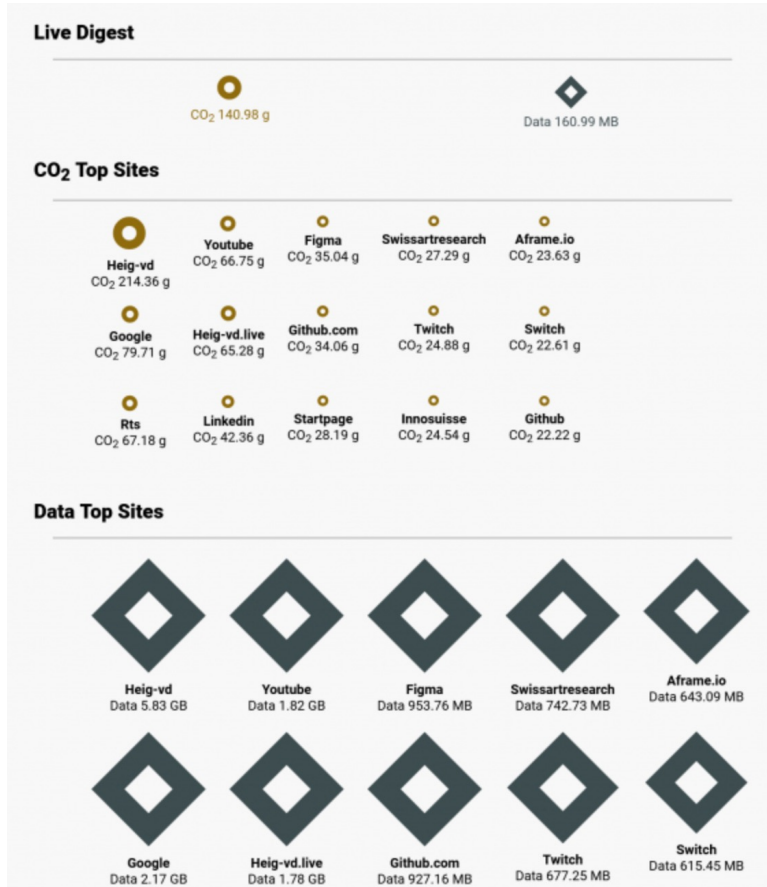 Live Digest
CO₂ 140.98 g
Data 160.99 MB
CO₂ Top Sites
Heig-vd
CO₂ 214.36 g
Youtube
CO₂ 66.75 g
Figma
CO₂ 35.04 g
Swissartresearch
CO₂ 27.29 g
Aframe.io
CO₂ 23.63 g
Google
CO₂ 79.71 g
Heig-vd.live
CO₂ 65.28 g
Github.com
CO₂ 34.06 g
Twitch
CO₂ 24.88 g
Switch
CO₂ 22.61 g
Rts
CO₂ 67.18 g
Linkedin
CO₂ 42.36 g
Startpage
CO₂ 28.19 g
Innosuisse
CO₂ 24.54 g
Github
CO₂ 22.22 g
Data Top Sites
Heig-vd
Data 5.83 GB
Youtube
Data 1.82 GB
Figma
Data 953.76 MB
Swissartresearch
Data 742.73 MB
Aframe.io
Data 643.09 MB
Google
Data 2.17 GB
Heig-vd.live
Data 1.78 GB
Github.com
Data 927.16 MB
Twitch
Data 677.25 MB
Switch
Data 615.45 MB